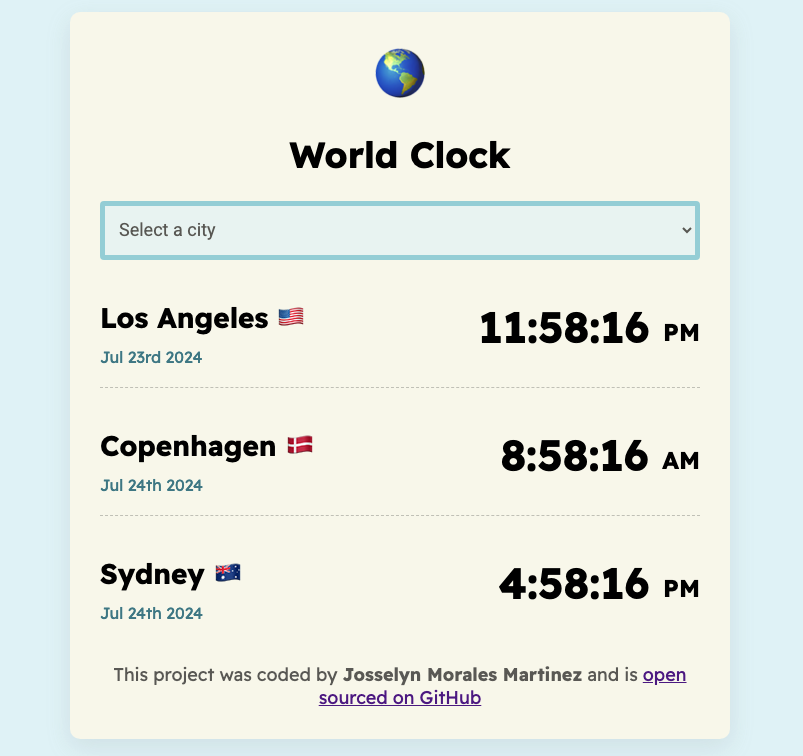 World Clock
Select a city
Los Angeles 🇺🇸
11:58:16 PM
Jul 23rd 2024
Copenhagen 🇩🇰
8:58:16 AM
Jul 24th 2024
Sydney 🇦🇺
4:58:16 PM
Jul 24th 2024
This project was coded by Josselyn Morales Martinez and is open
sourced on GitHub